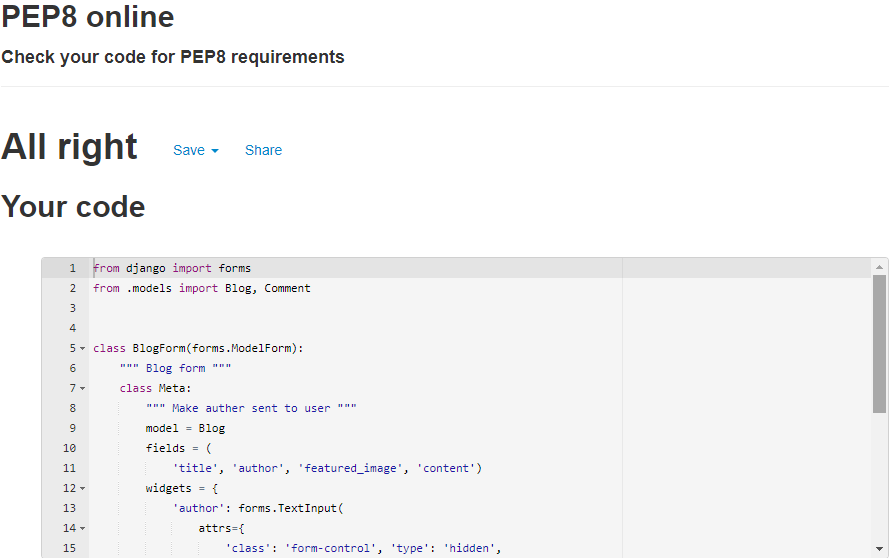 PEP8 online
Check your code for PEP8 requirements
All right Save Share
Your code
1 from django import forms
2 from .models import Blog, Comment
3
4
5 class BlogForm(forms.ModelForm):
6 """ Blog form """
7 class Meta:
8 """ Make auther sent to user """
9 model = Blog
10 fields = (
11 'title', 'author', 'featured_image', 'content')
12 widgets = {
13 'author': forms.TextInput(
14 attrs={
15 'class': 'form-control', 'type': 'hidden',